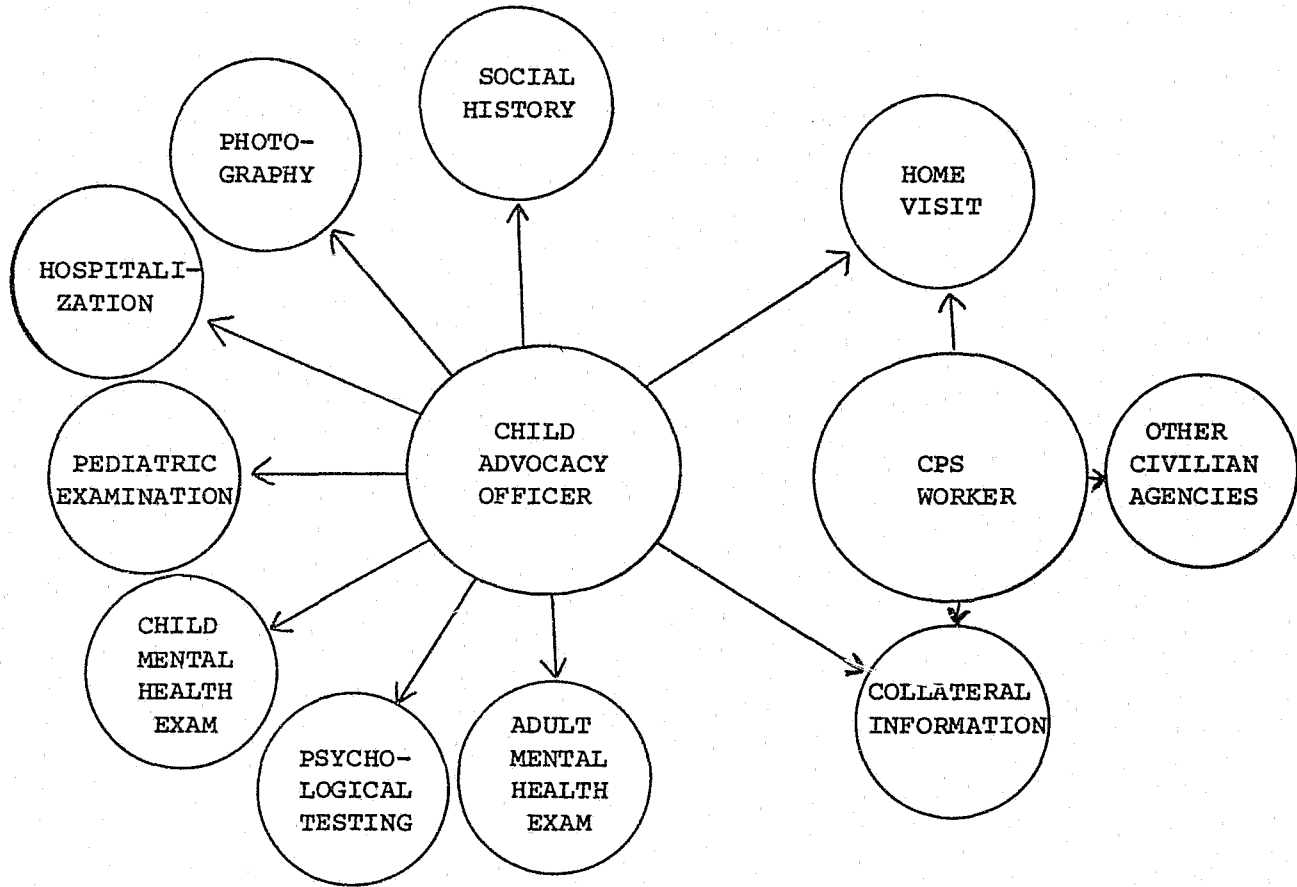 SOCIAL
HISTORY
PHOTO-
GRAPHY
HOME
VISIT
HOSPITALI-
ZATION
CHILD
ADVOCACY
OFFICER
CPS
WORKER
OTHER
CIVILIAN
AGENCIES
PEDIATRIC
EXAMINATION
CHILD
MENTAL
HEALTH
EXAM
PSYCHO-
LOGICAL
TESTING
ADULT
MENTAL
HEALTH
EXAM
COLLATERAL
INFORMATION